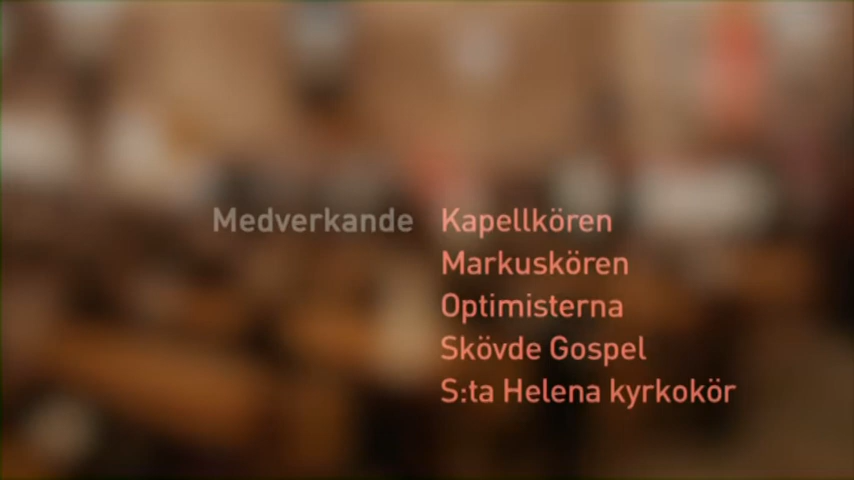 Medverkande Kapellkören
Markuskören
Optimisterna
Skövde Gospel
S:ta Helena kyrkokör